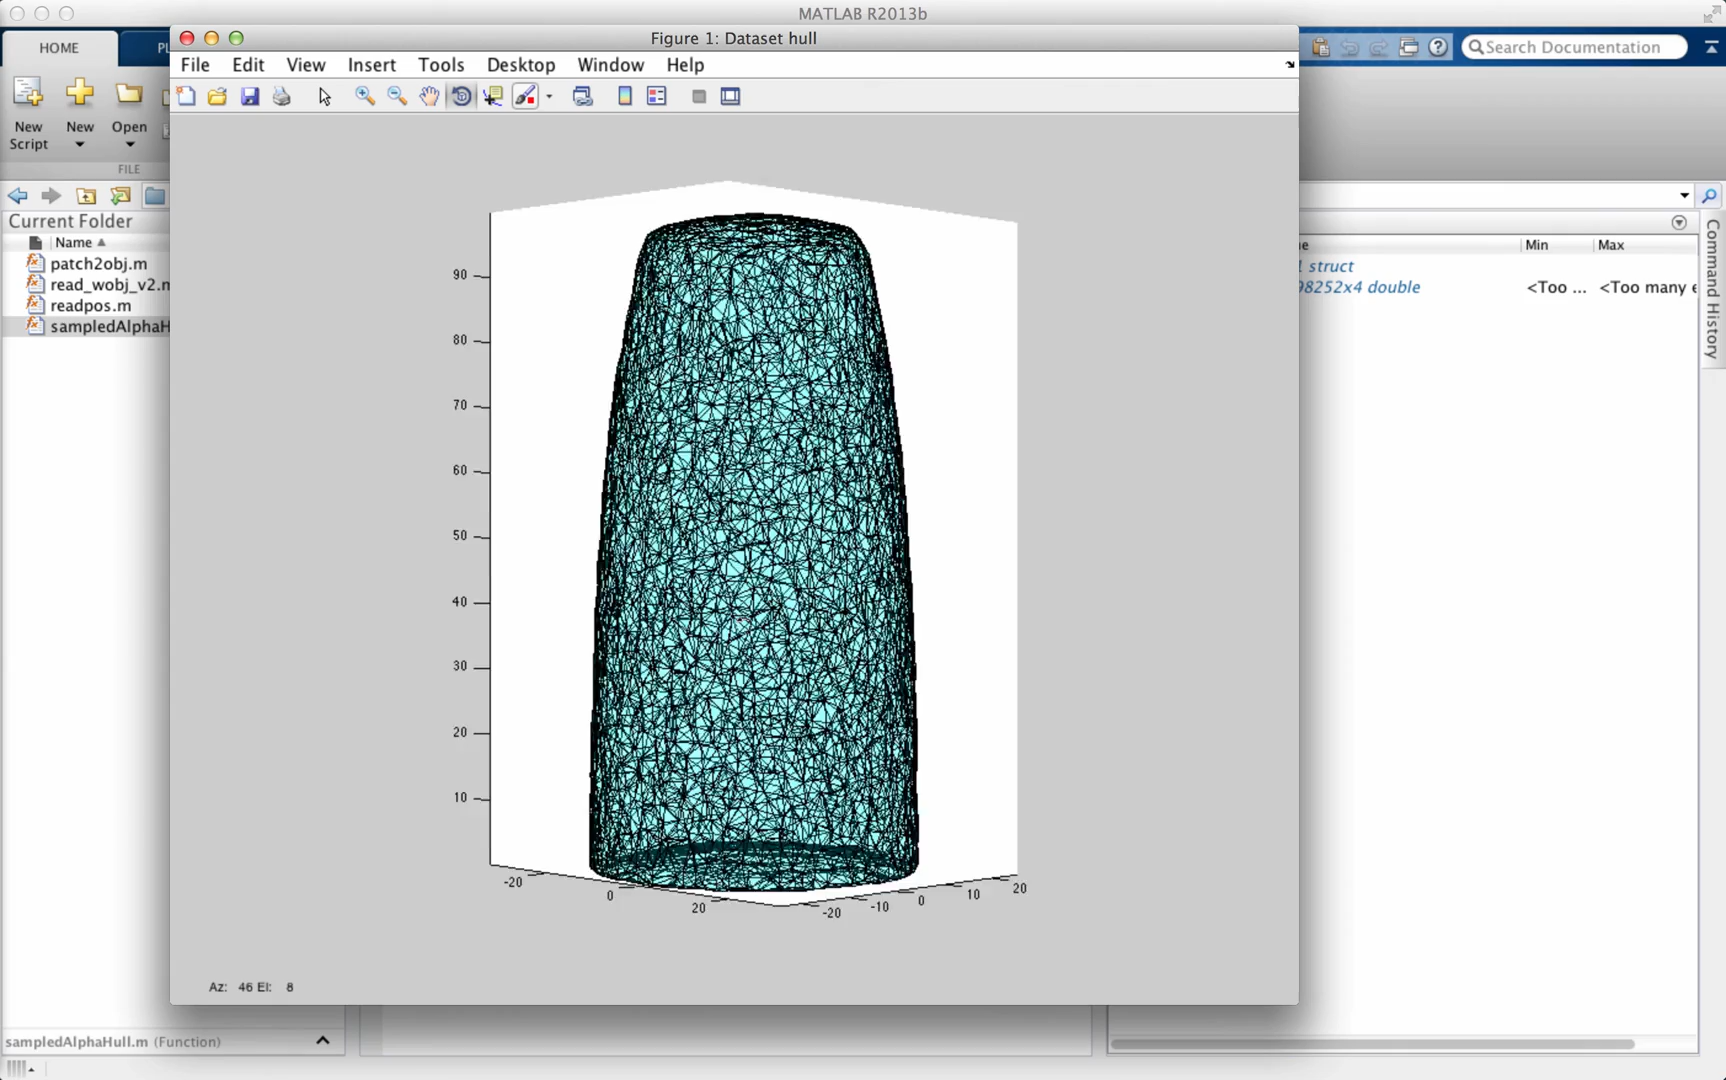 MATLAB R2013b
HOME
Figure 1: Dataset hull
Search Documentation
File Edit View Insert Tools Desktop Window Help
New Script
New
Open
FILE
Current Folder
Name
patch2obj.m
read_wobj_v2.m
readpos.m
sampledAlphaH
Min Max
struct
98252x4 double <Too ... <Too many e
Command History
90
80
70
60
50
40
30
20
10
-20
0
20
-20
-10
0
10
20
Az: 46 El: 8
sampledAlphaHull.m (Function)